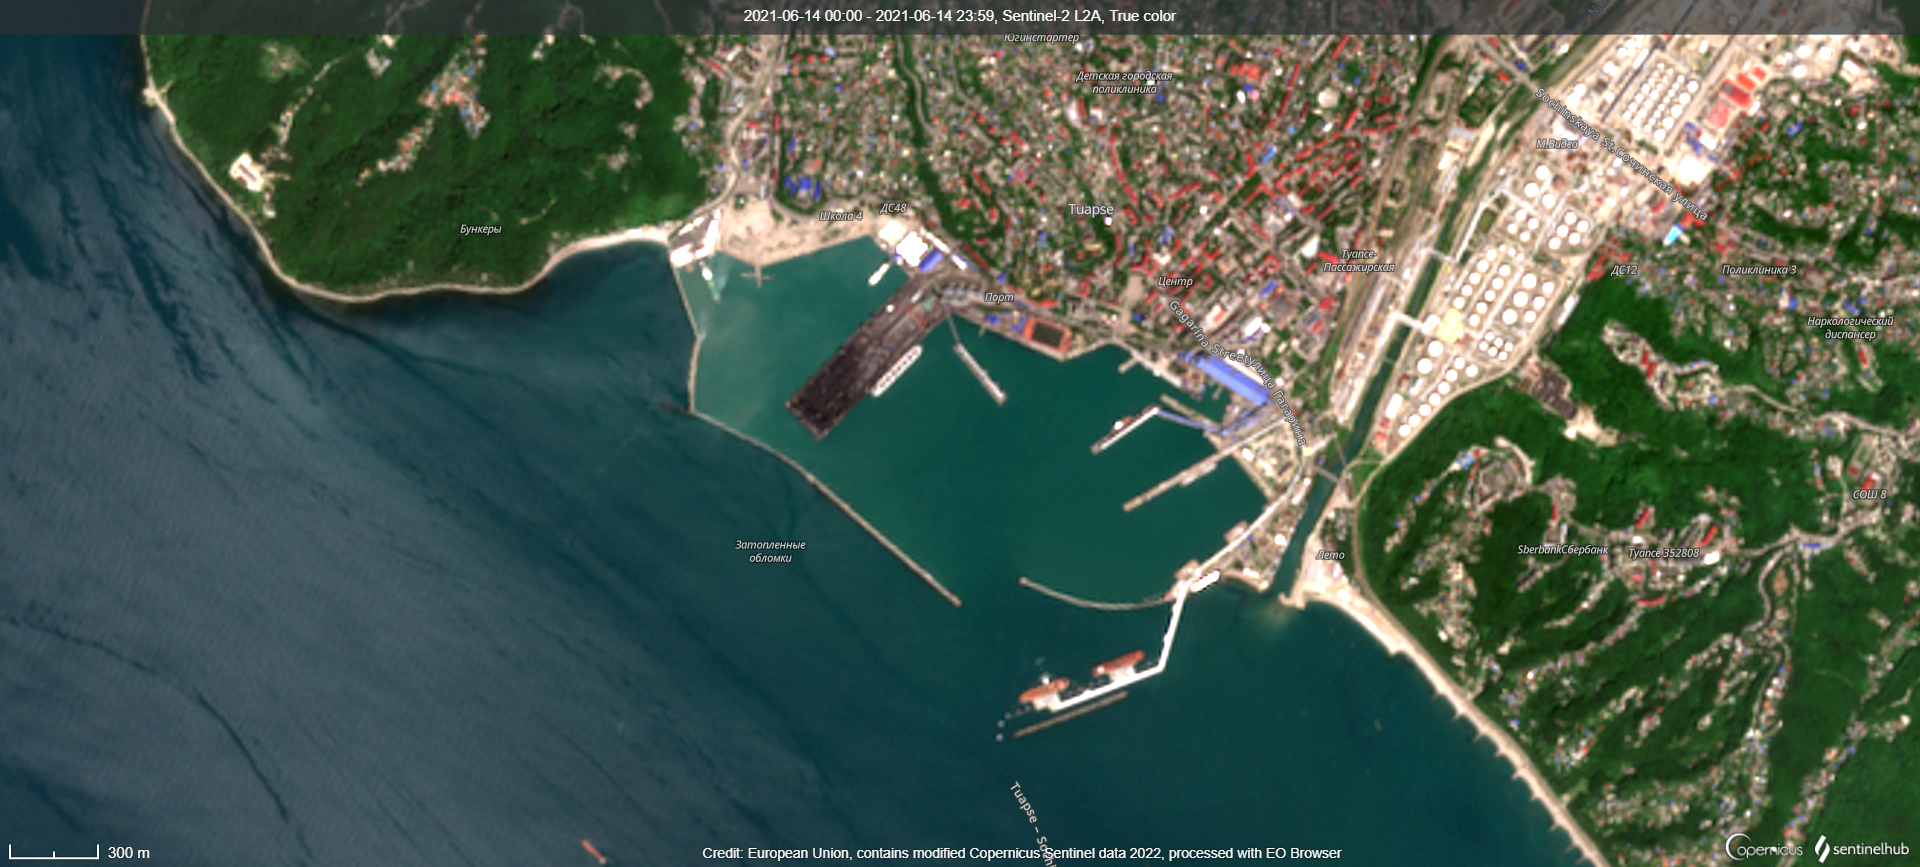 2021-06-14 00:00 - 2021-06-14 23:59, Sentinel-2 L2A, True color
Югинстартер
Детская городская
поликлиника
Sochinskaya St.Сочинская улица
М.Видео
Школа 4
ДС48
Tuapse
Бункеры
Туапсе-
Пассажирская
ДС12
Поликлиника 3
Центр
Порт
Gagarina Streetулица Гагарина
Наркологический
диспансер
СОШ 8
Затопленные
обломки
Лето
SberbankСбербанк
Туапсе 352808
Tuapse - Sochi
300 m
Credit: European Union, contains modified Copernicus Sentinel data 2022, processed with EO Browser
Copernicus
sentinelhub